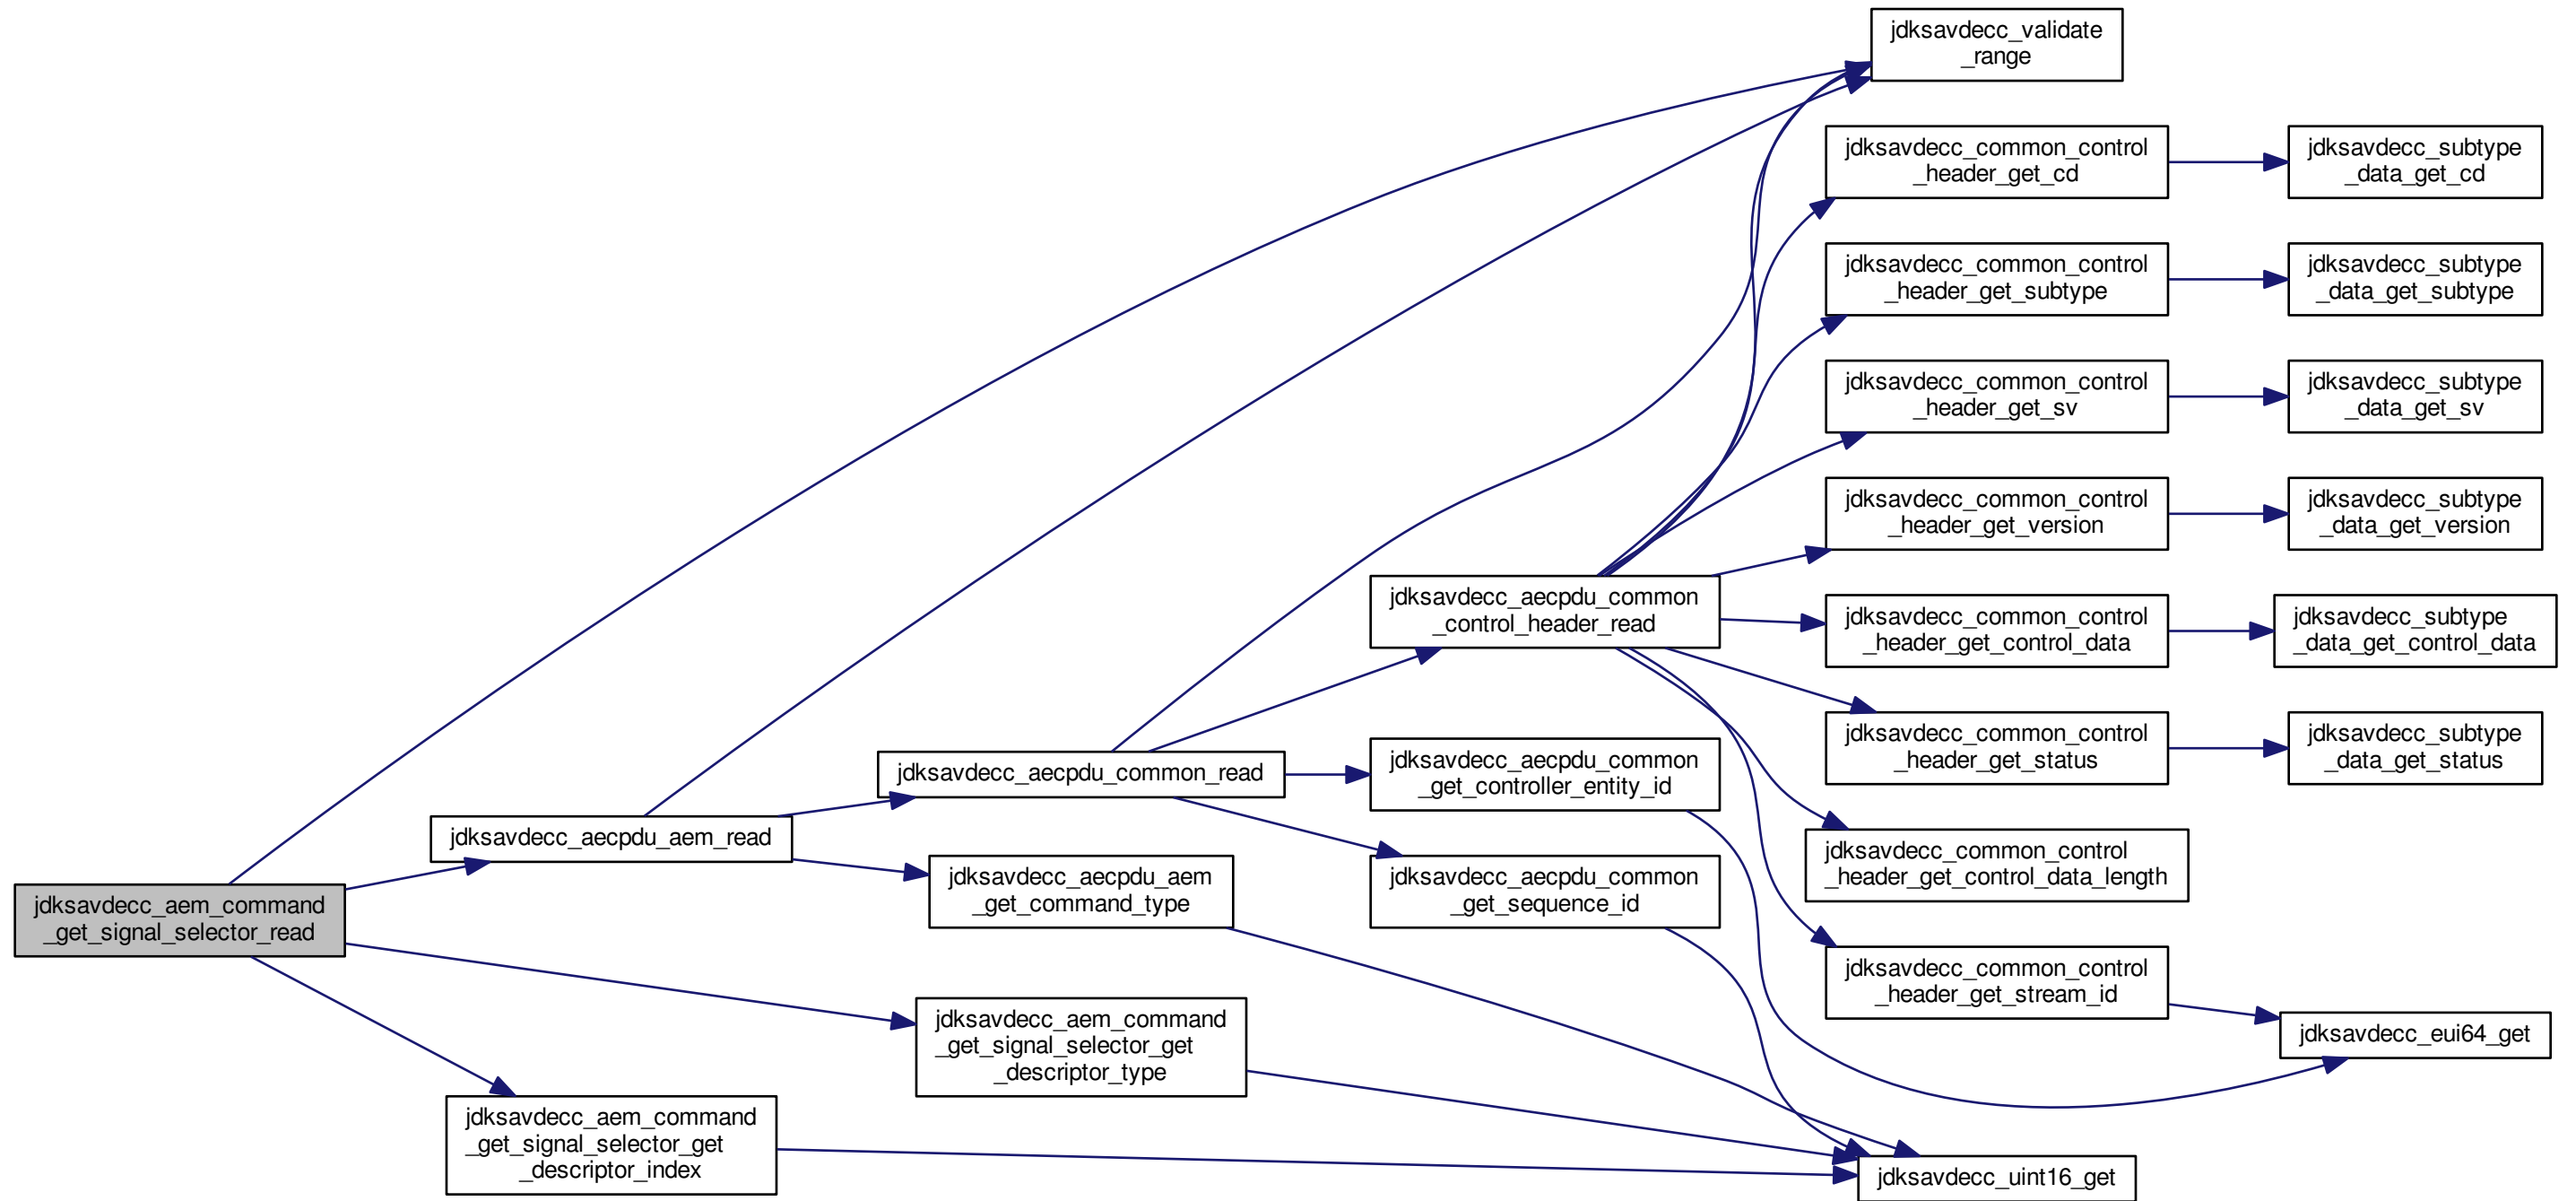 jdksavdecc_validate
_range
jdksavdecc_common_control
_header_get_cd
jdksavdecc_subtype
_data_get_cd
jdksavdecc_common_control
_header_get_subtype
jdksavdecc_subtype
_data_get_subtype
jdksavdecc_common_control
_header_get_sv
jdksavdecc_subtype
_data_get_sv
jdksavdecc_common_control
_header_get_version
jdksavdecc_subtype
_data_get_version
jdksavdecc_aecpdu_common
_control_header_read
jdksavdecc_common_control
_header_get_control_data
jdksavdecc_subtype
_data_get_control_data
jdksavdecc_common_control
_header_get_status
jdksavdecc_subtype
_data_get_status
jdksavdecc_aecpdu_common_read
jdksavdecc_aecpdu_common
_get_controller_entity_id
jdksavdecc_aecpdu_aem_read
jdksavdecc_common_control
_header_get_control_data_length
jdksavdecc_aem_command
_get_signal_selector_read
jdksavdecc_aecpdu_aem
_get_command_type
jdksavdecc_aecpdu_common
_get_sequence_id
jdksavdecc_common_control
_header_get_stream_id
jdksavdecc_eui64_get
jdksavdecc_aem_command
_get_signal_selector_get
_descriptor_type
jdksavdecc_aem_command
_get_signal_selector_get
_descriptor_index
jdksavdecc_uint16_get